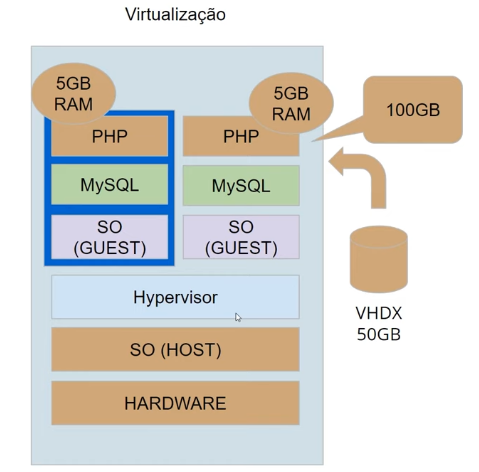 Virtualização
5GB
RAM
5GB
RAM
100GB
PHP
PHP
MySQL
MySQL
SO
(GUEST)
SO
(GUEST)
Hypervisor
VHDX
50GB
SO (HOST)
HARDWARE